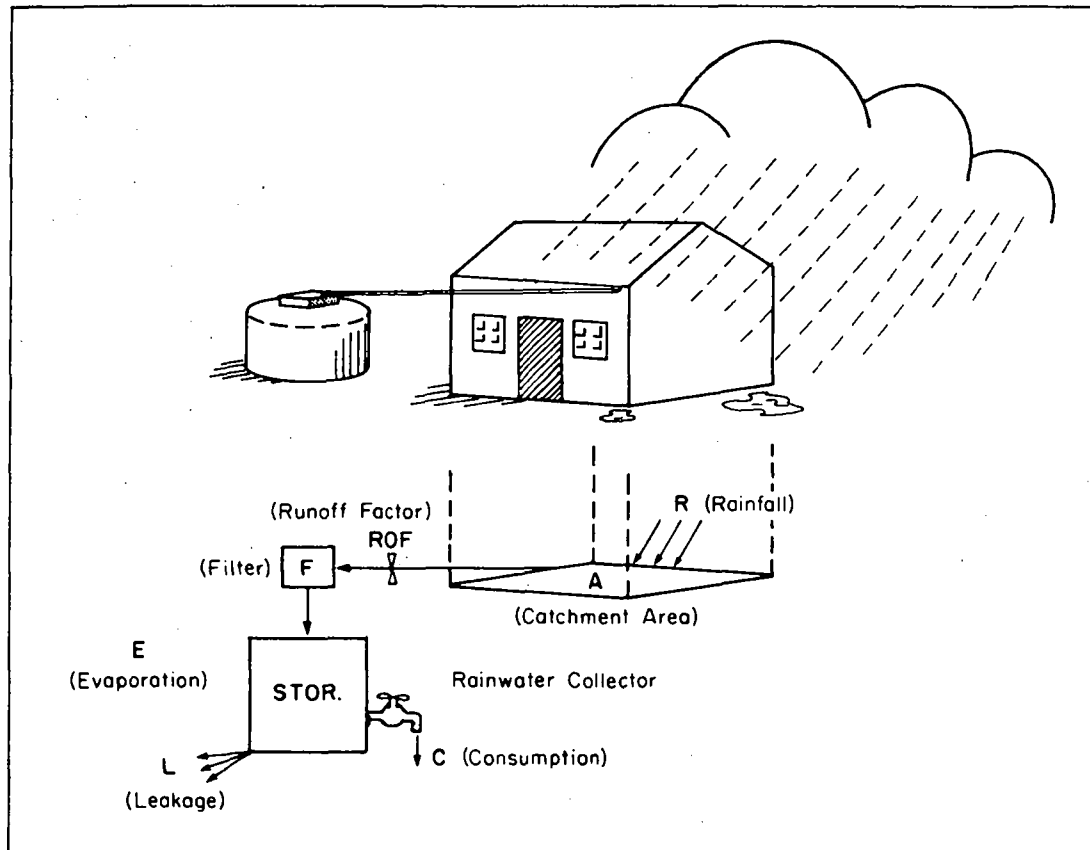 R (Rainfall)
(Runoff Factor)
ROF
(Filter)
F
A
(Catchment Area)
E
(Evaporation)
STOR.
Rainwater Collector
C (Consumption)
L
(Leakage)